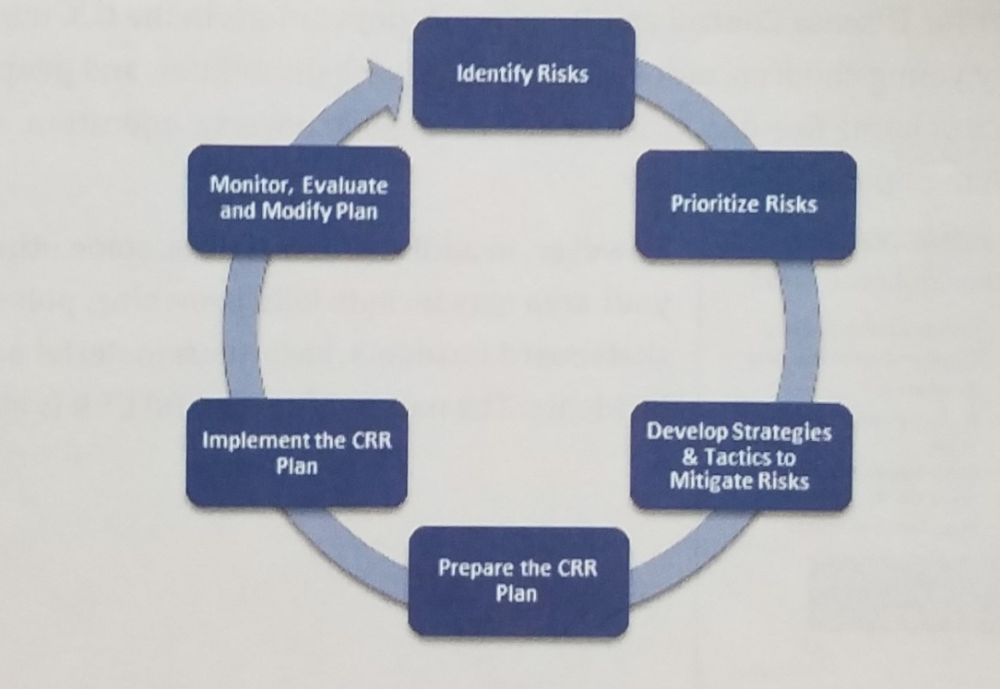 Identify Risks
Prioritize Risks
Develop Strategies
& Tactics to
Mitigate Risks
Prepare the CRR
Plan
Implement the CRR
Plan
Monitor, Evaluate
and Modify Plan